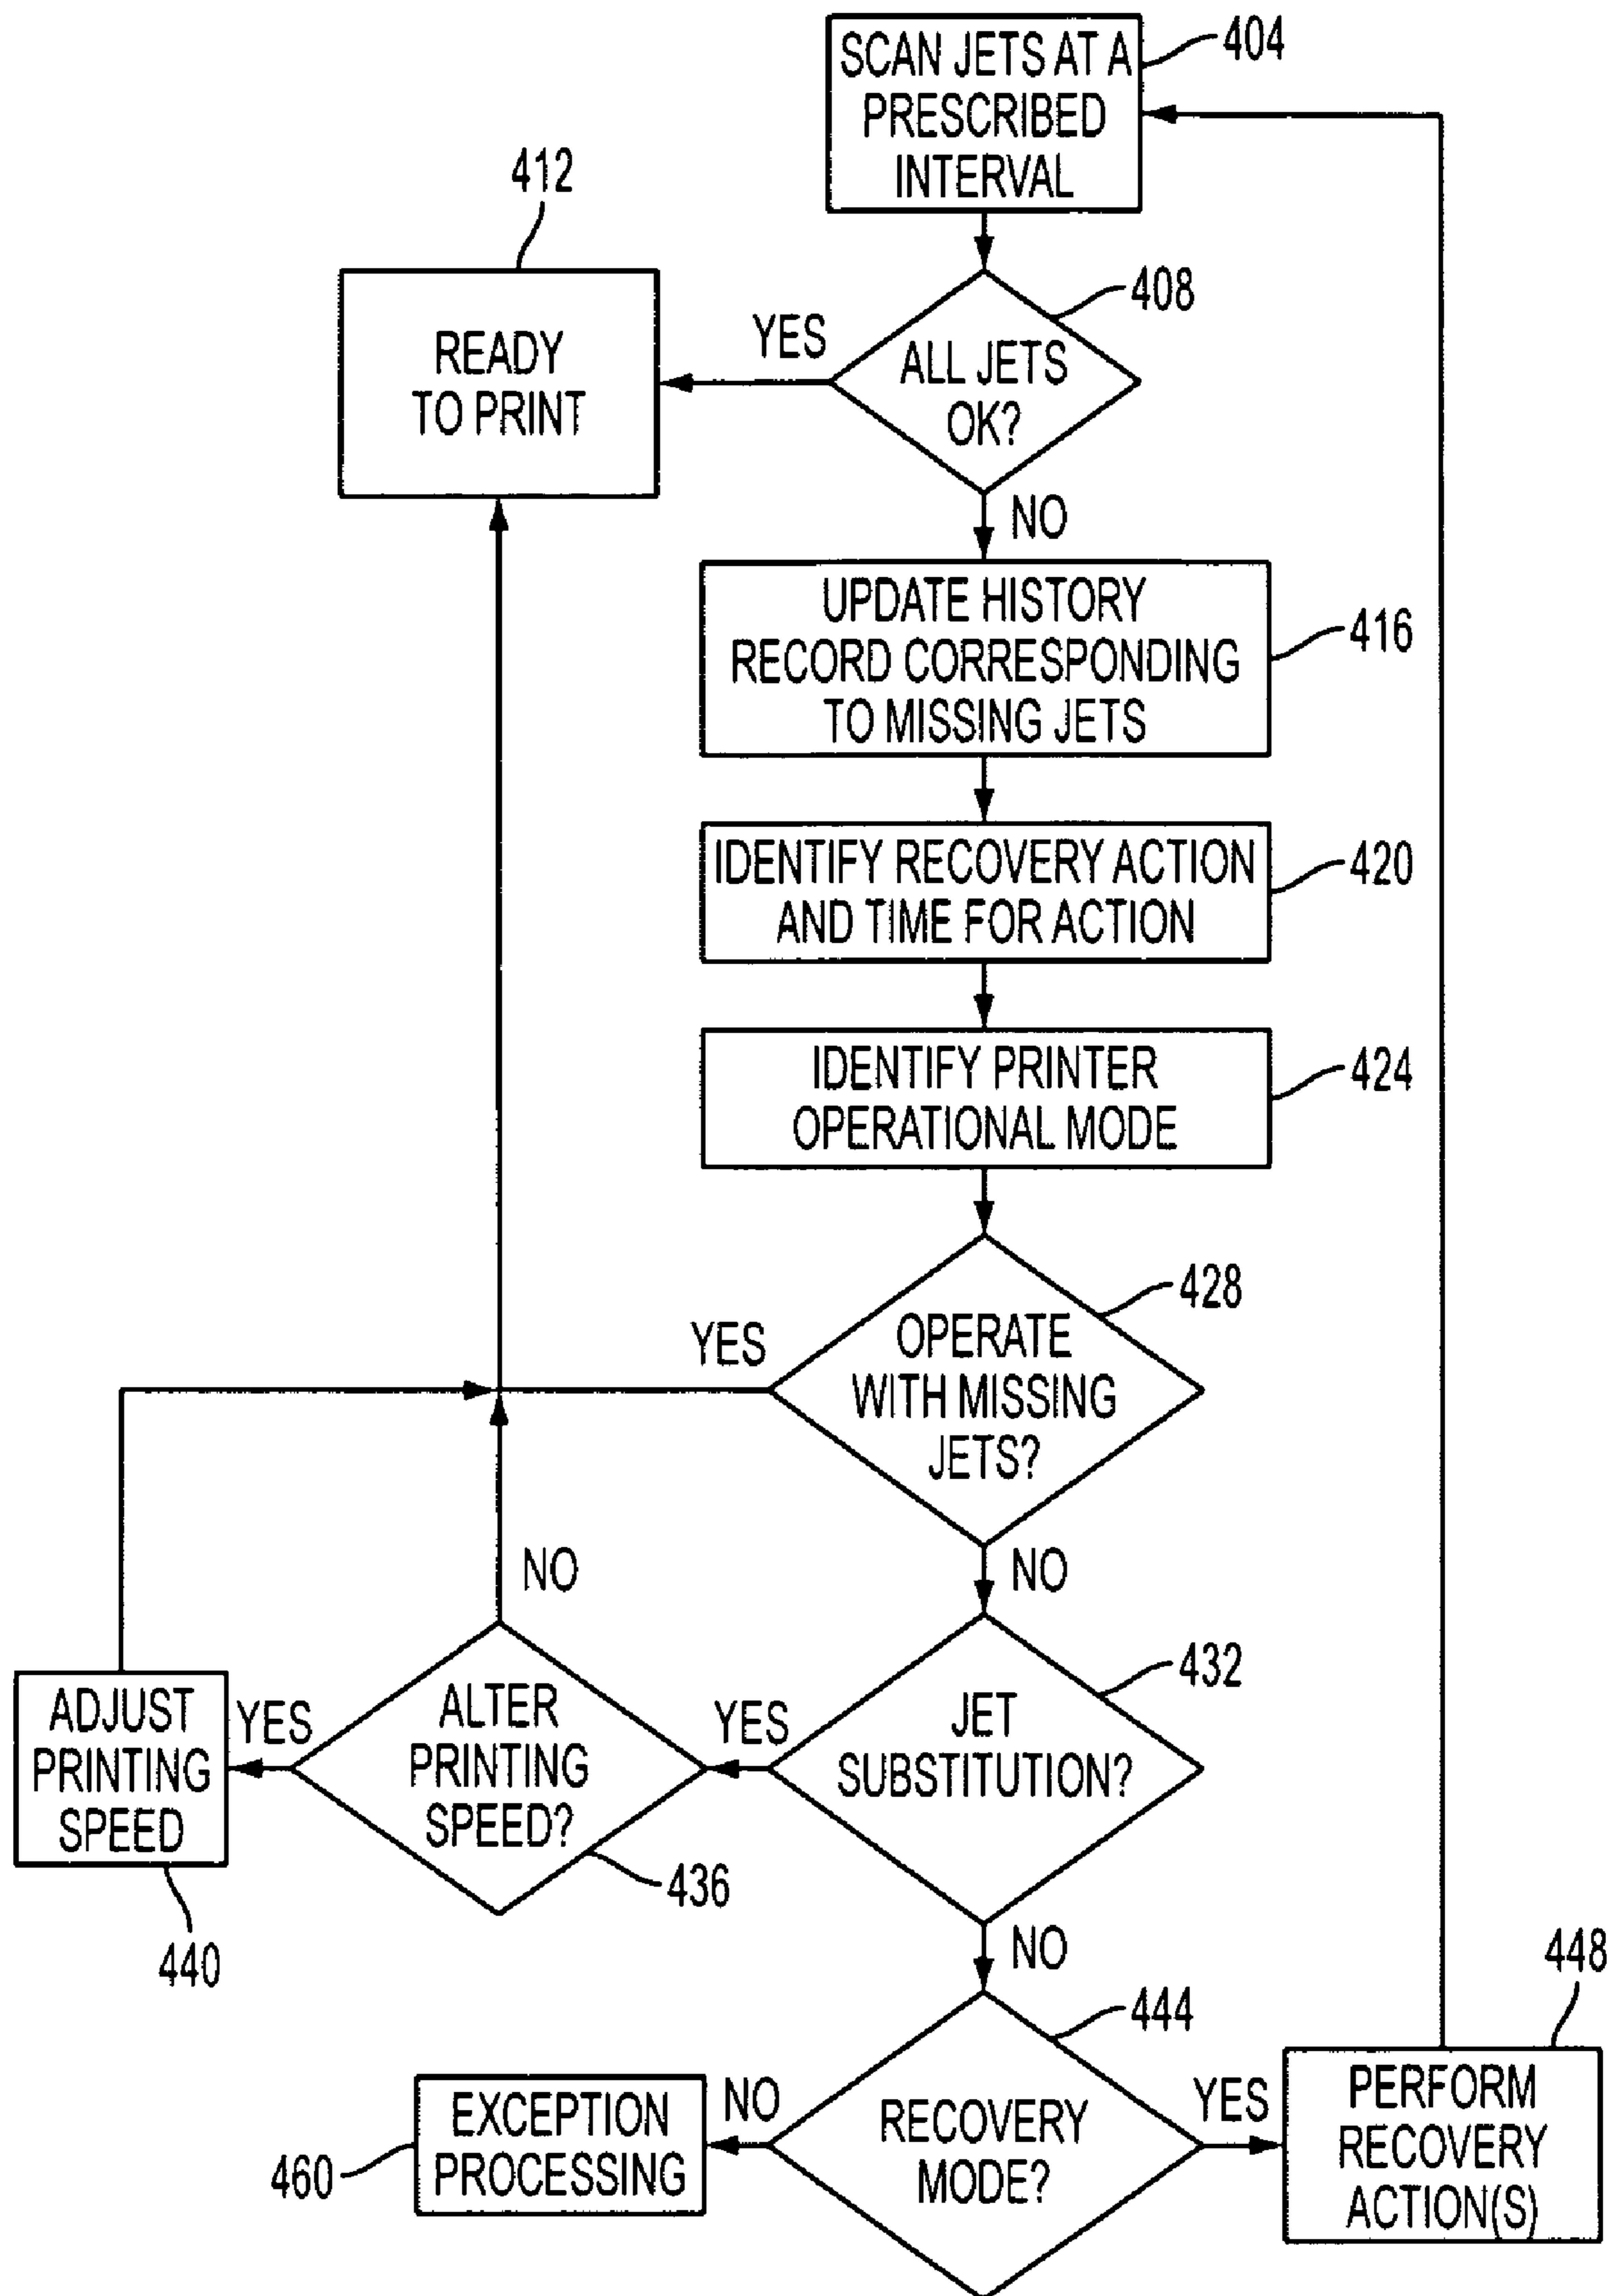 SCAN JETS AT A
PRESCRIBED
INTERVAL
404
412
READY
TO PRINT
YES
408
ALL JETS
OK?
NO
UPDATE HISTORY
RECORD CORRESPONDING
TO MISSING JETS
416
IDENTIFY RECOVERY ACTION
AND TIME FOR ACTION
420
IDENTIFY PRINTER
OPERATIONAL MODE
424
428
YES
OPERATE
WITH MISSING
JETS?
NO
NO
432
JET
SUBSTITUTION?
YES
ALTER
PRINTING
SPEED?
436
YES
ADJUST
PRINTING
SPEED
440
NO
444
448
RECOVERY
MODE?
NO
EXCEPTION
PROCESSING
460
YES
PERFORM
RECOVERY
ACTION(S)